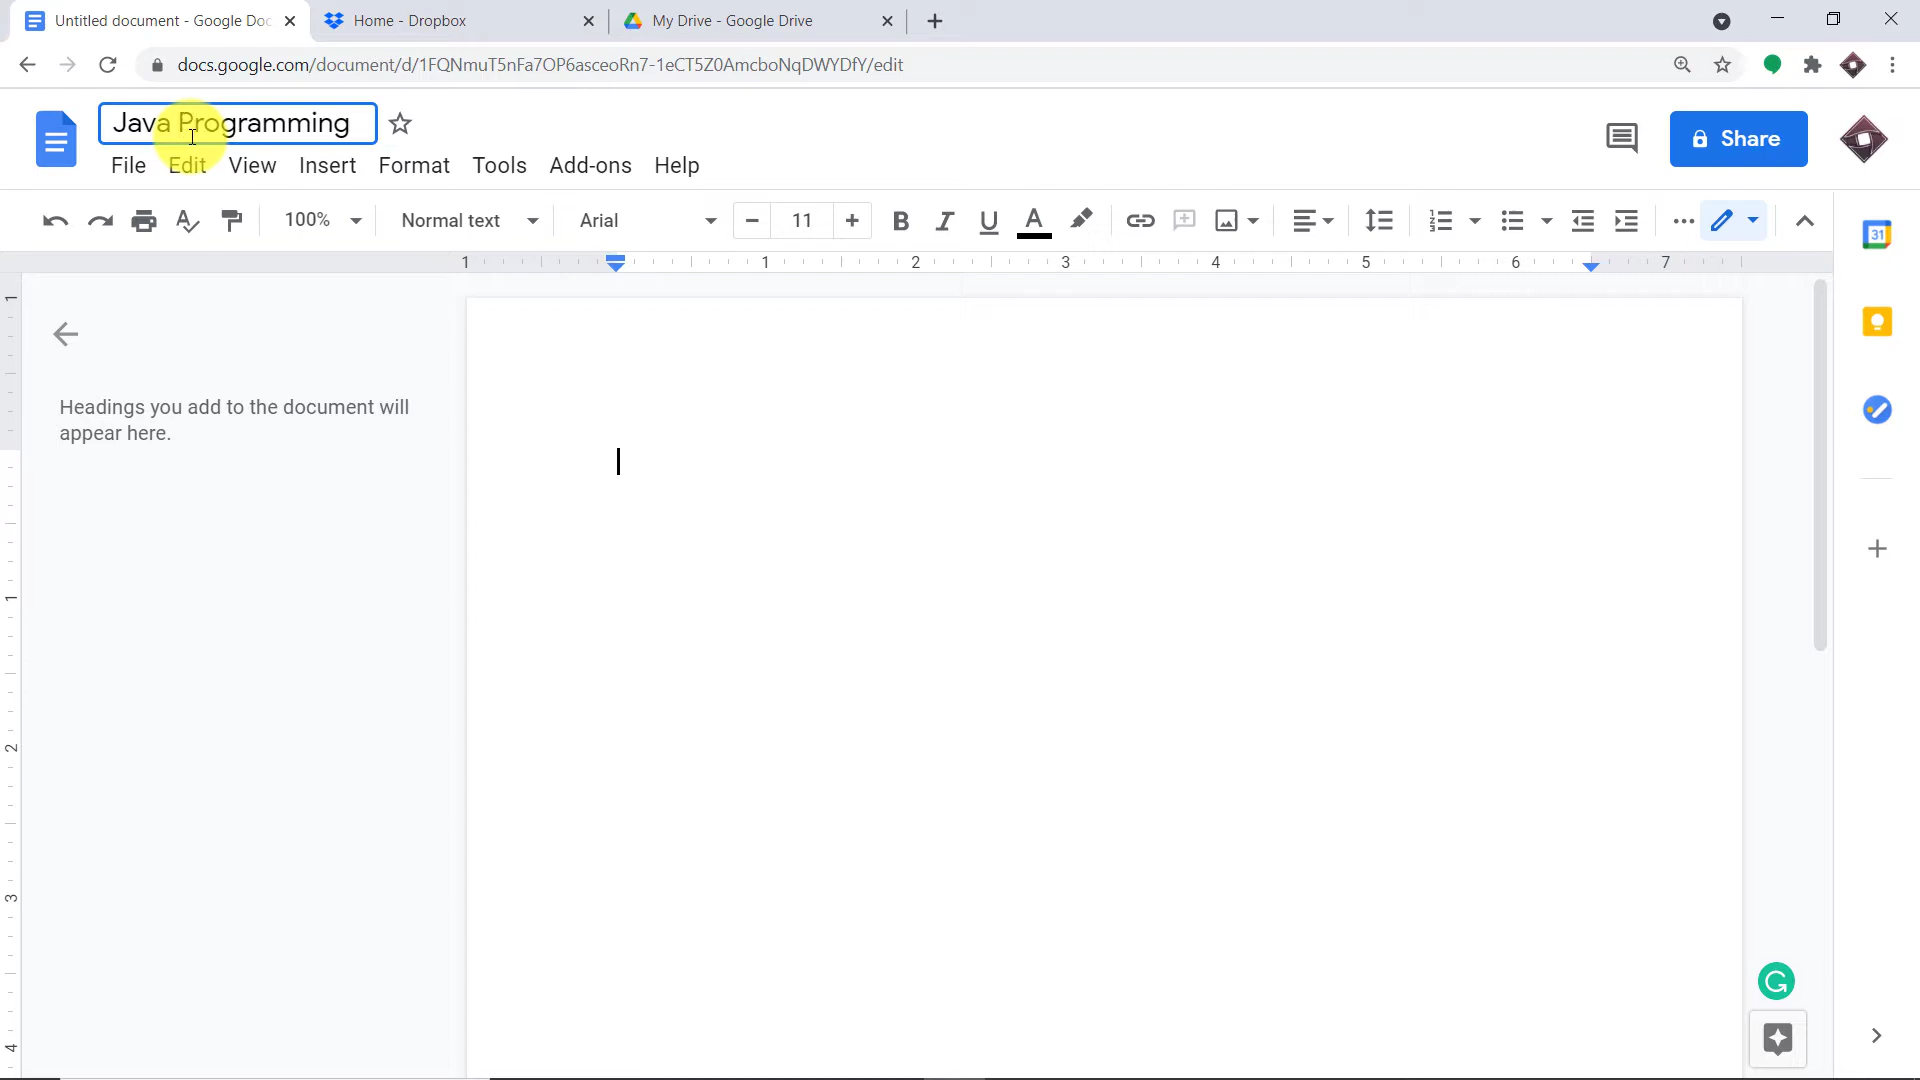 Untitled document - Google Doc
Home - Dropbox
My Drive - Google Drive
docs.google.com/document/d/1FQNmuT5nFa7OP6asceoRn7-1eCT5Z0AmcboNqDWYDfY/edit
Java Programming
Share
File Edit View Insert Format Tools Add-ons Help
100% Normal text Arial 11
31
1 1 2 3 4 5 6 7
1
Headings you add to the document will
appear here.
1
2
3
4